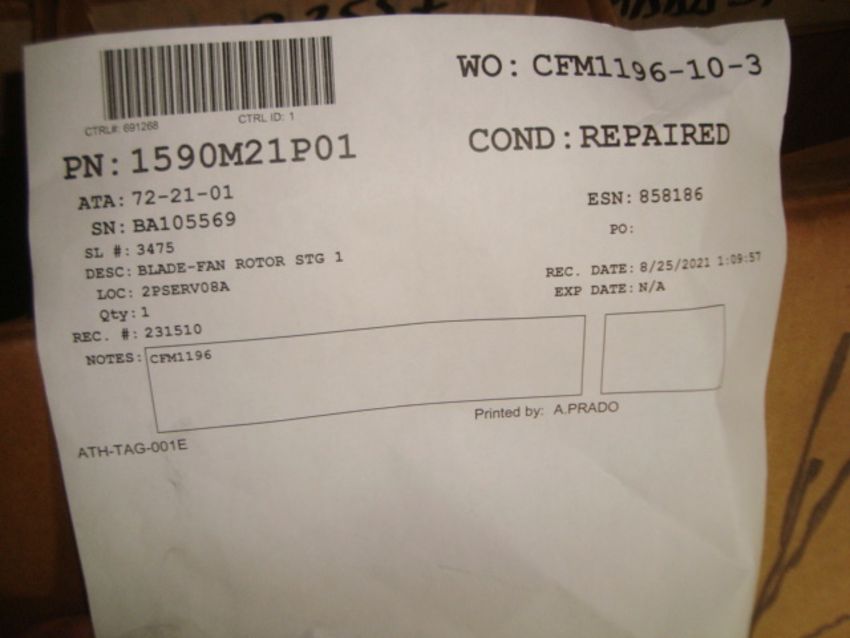 WO: CFM1196-10-3
CTRL#: 691268 CTRL ID: 1
PN: 1590M21P01
COND: REPAIRED
ATA: 72-21-01
ESN: 858186
SN: BA105569
PO:
SL #: 3475
DESC: BLADE-FAN ROTOR STG 1
REC. DATE: 8/25/2021 1:09:57
LOC: 2PSERV08A
EXP DATE: N/A
Qty: 1
REC. #: 231510
NOTES: CFM1196
Printed by: A.PRADO
ATH-TAG-001E